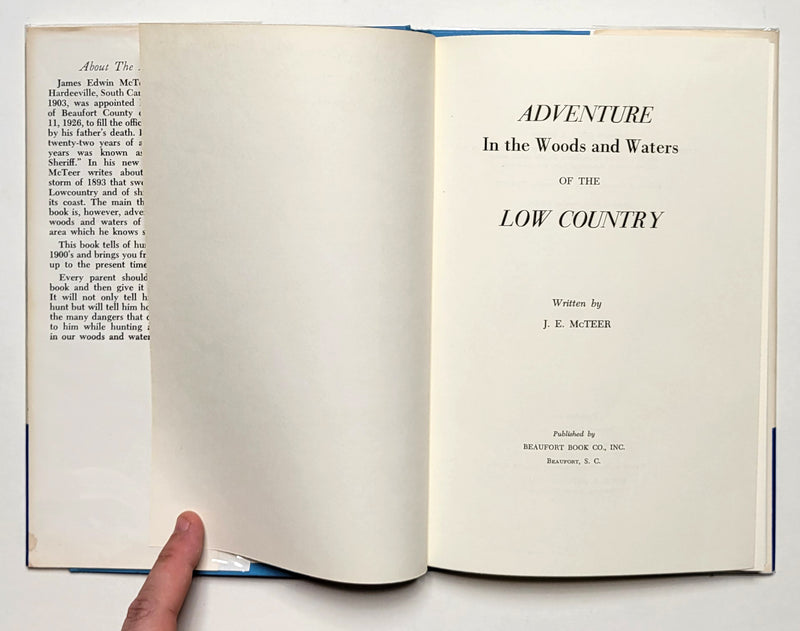 About The
James Edwin McT
Hardeeville, South Car
1903, was appointed
of Beaufort County
11, 1926, to fill the offic
by his father's death.
twenty-two years of a
years was known as
Sheriff." In his new
McTeer writes about
storm of 1893 that swe
Lowcountry and of sh
its coast. The main th
book is, however, adve
woods and waters of
area which he knows s
This book tells of hu
1900's and brings you fr
up to the present time
Every parent should
book and then give it
It will not only tell h
hunt but will tell him ho
the many dangers that
to him while hunting a
in our woods and water
ADVENTURE
In the Woods and Waters
OF THE
LOW COUNTRY
Written by
J. E. McTEER
Published by
BEAUFORT BOOK CO., INC.
BEAUFORT, S. C.